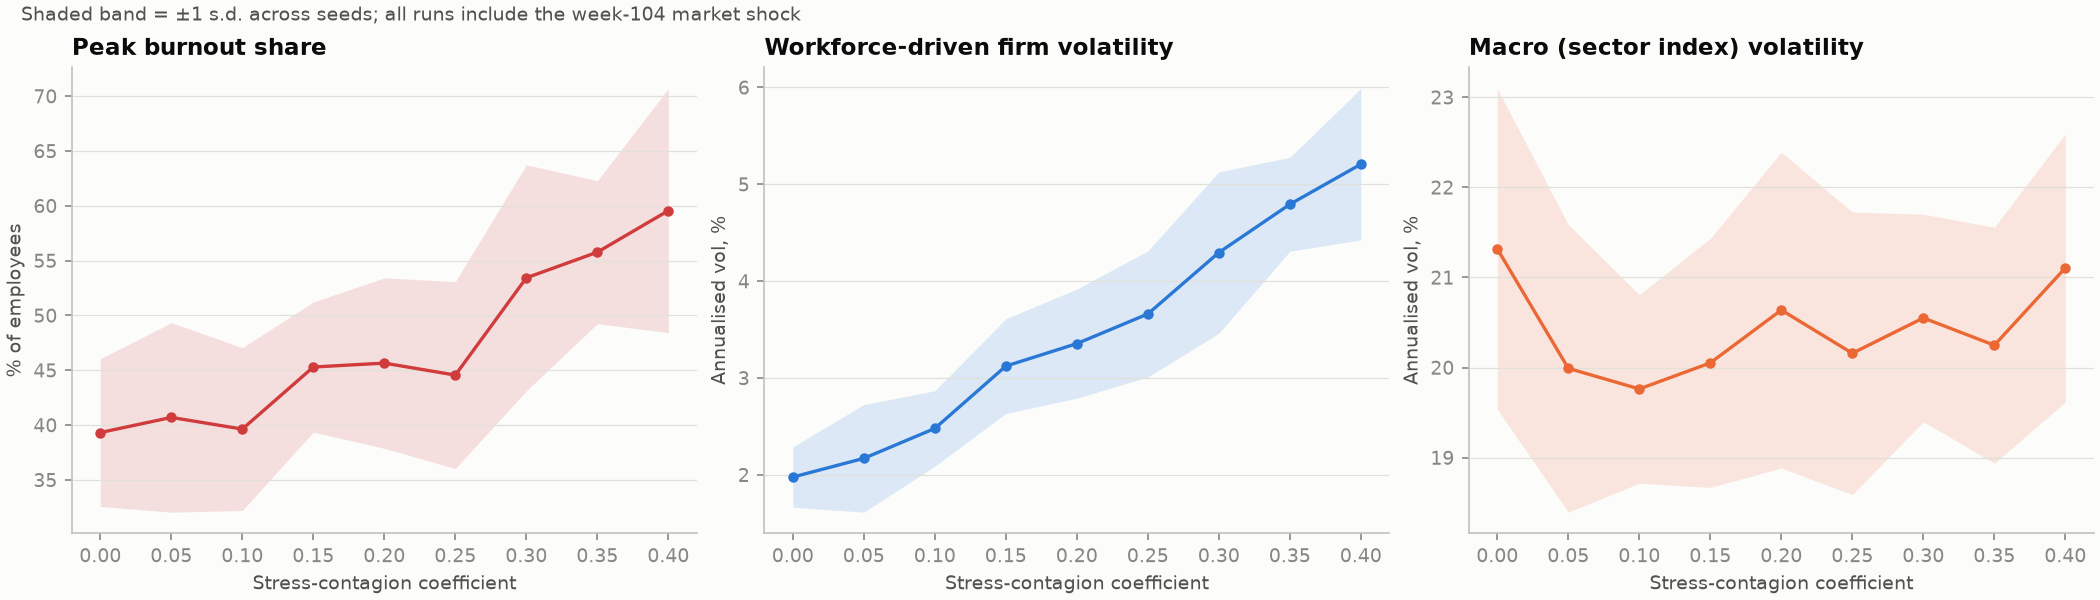 Shaded band = ±1 s.d. across seeds; all runs include the week-104 market shock
Peak burnout share
% of employees
70
65
60
55
50
45
40
35
0.00 0.05 0.10 0.15 0.20 0.25 0.30 0.35 0.40
Stress-contagion coefficient
Workforce-driven firm volatility
Annualised vol, %
6
5
4
3
2
0.00 0.05 0.10 0.15 0.20 0.25 0.30 0.35 0.40
Stress-contagion coefficient
Macro (sector index) volatility
Annualised vol, %
23
22
21
20
19
0.00 0.05 0.10 0.15 0.20 0.25 0.30 0.35 0.40
Stress-contagion coefficient